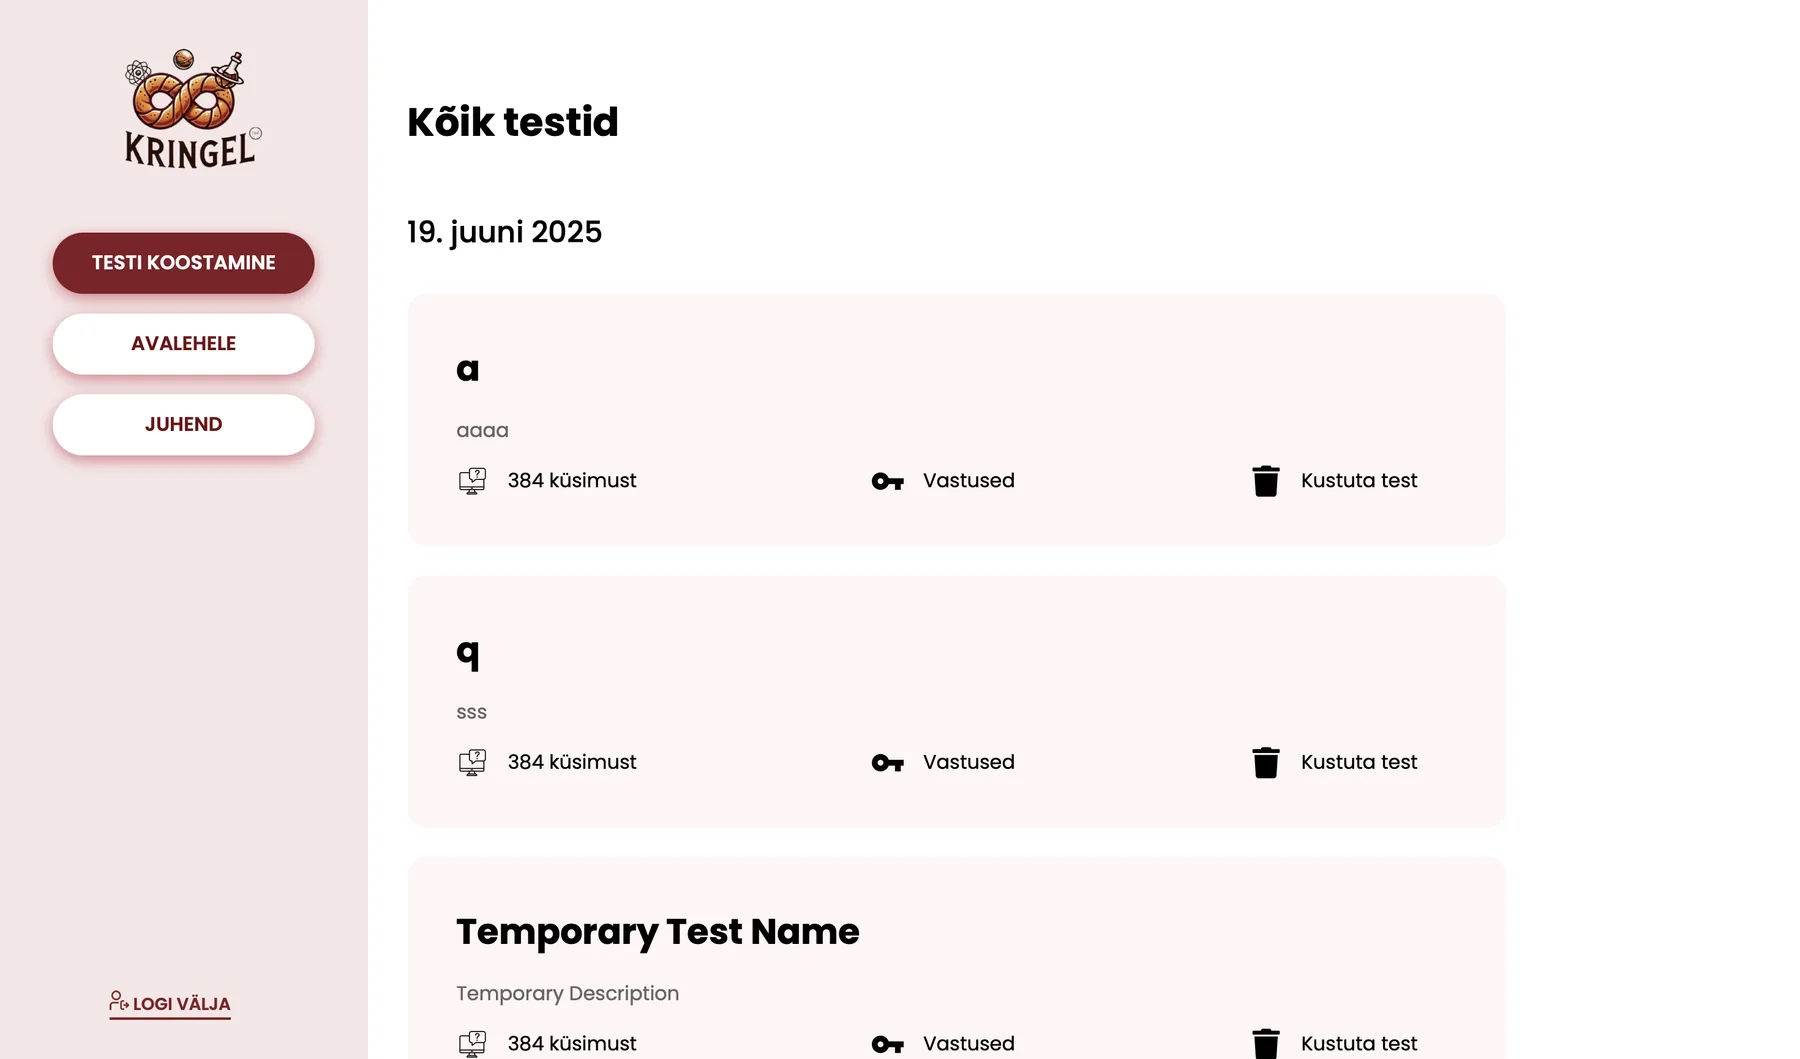 KRINGEL
TESTI KOOSTAMINE
AVALEHELE
JUHEND
LOGI VÄLJA
Kõik testid
19. juuni 2025
a
aaaa
384 küsimust
Vastused
Kustuta test
q
sss
384 küsimust
Vastused
Kustuta test
Temporary Test Name
Temporary Description
384 küsimust
Vastused
Kustuta test